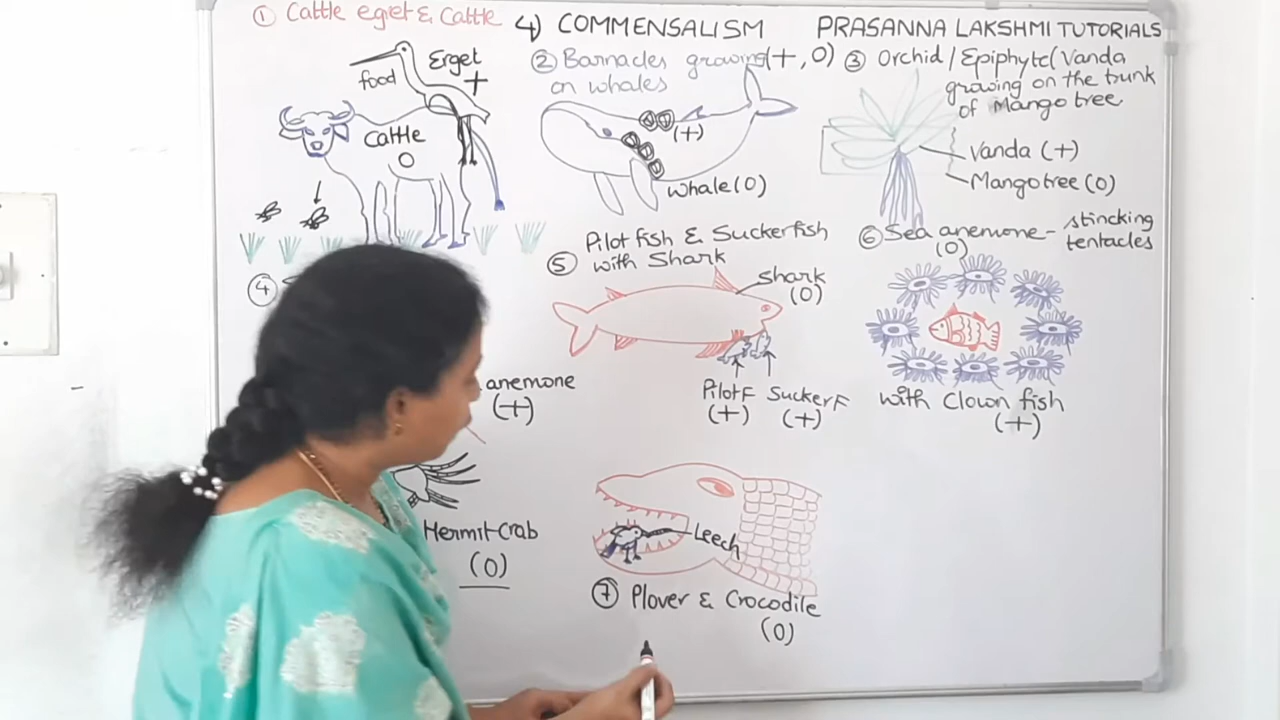 ① Cattle egret & Cattle
4) COMMENSALISM
(+, 0)
PRASANNA LAKSHMI TUTORIALS
Erget
+
food
Cattle
0
② Barnacles growing
on whales
(+)
Whale (0)
③ Orchid / Epiphyte (Vanda
growing on the trunk
of Mango tree
Vanda (+)
Mango tree (0)
④
anemone
(+)
Hermit Crab
(0)
⑤ Pilot fish & Suckerfish
with Shark
Shark
(0)
Pilot F Sucker F
(+) (+)
⑥ Sea anemone - stincking
tentacles
(0)
with Clown fish
(+)
Leech
⑦ Plover & Crocodile
(0)